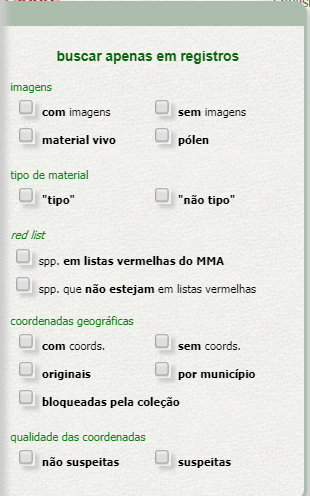 buscar apenas em registros
imagens
com imagens sem imagens
material vivo pólen
tipo de material
"tipo" "não tipo"
red list
spp. em listas vermelhas do MMA
spp. que não estejam em listas vermelhas
coordenadas geográficas
com coords. sem coords.
originais por município
bloqueadas pela coleção
qualidade das coordenadas
não suspeitas suspeitas